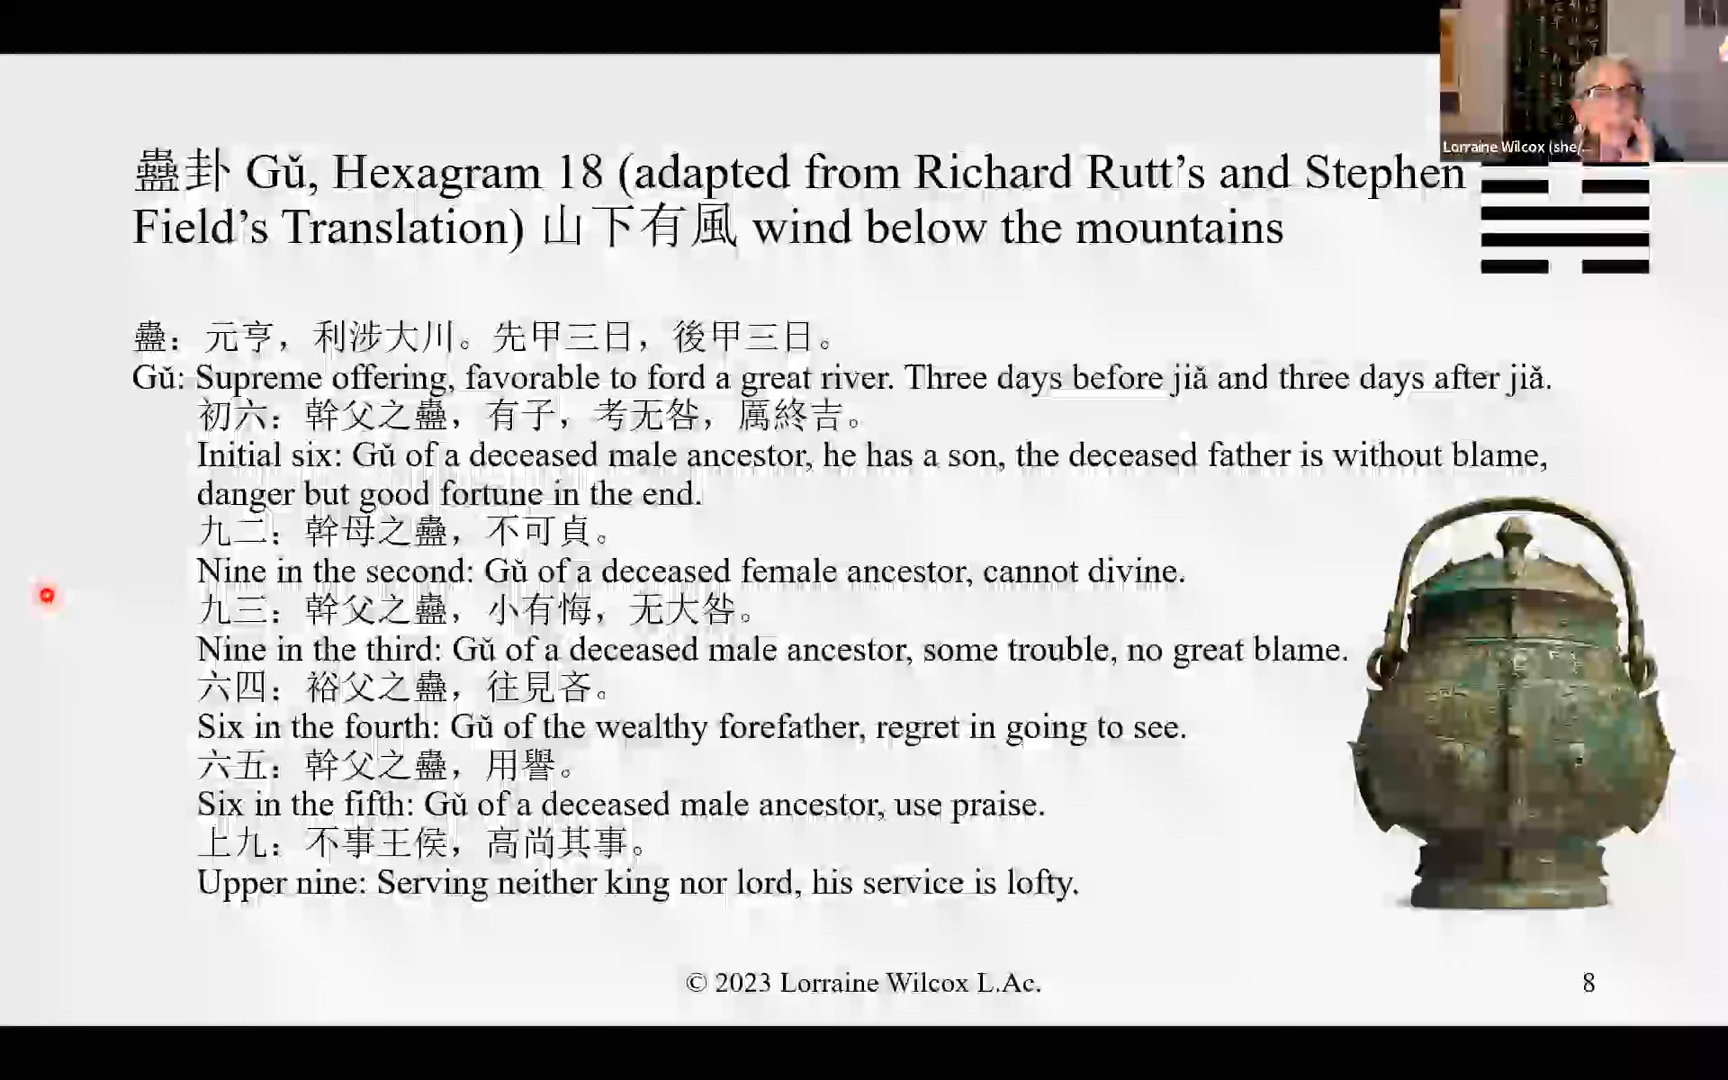 Lorraine Wilcox (she/...
蠱卦 Gǔ, Hexagram 18 (adapted from Richard Rutt’s and Stephen
Field’s Translation) 山下有風 wind below the mountains
蠱：元亨，利涉大川。先甲三日，後甲三日。
Gǔ: Supreme offering, favorable to ford a great river. Three days before jiǎ and three days after jiǎ.
初六：幹父之蠱，有子，考无咎，厲終吉。
Initial six: Gǔ of a deceased male ancestor, he has a son, the deceased father is without blame,
danger but good fortune in the end.
九二：幹母之蠱，不可貞。
Nine in the second: Gǔ of a deceased female ancestor, cannot divine.
九三：幹父之蠱，小有悔，无大咎。
Nine in the third: Gǔ of a deceased male ancestor, some trouble, no great blame.
六四：裕父之蠱，往見吝。
Six in the fourth: Gǔ of the wealthy forefather, regret in going to see.
六五：幹父之蠱，用譽。
Six in the fifth: Gǔ of a deceased male ancestor, use praise.
上九：不事王侯，高尚其事。
Upper nine: Serving neither king nor lord, his service is lofty.
© 2023 Lorraine Wilcox L.Ac.
8